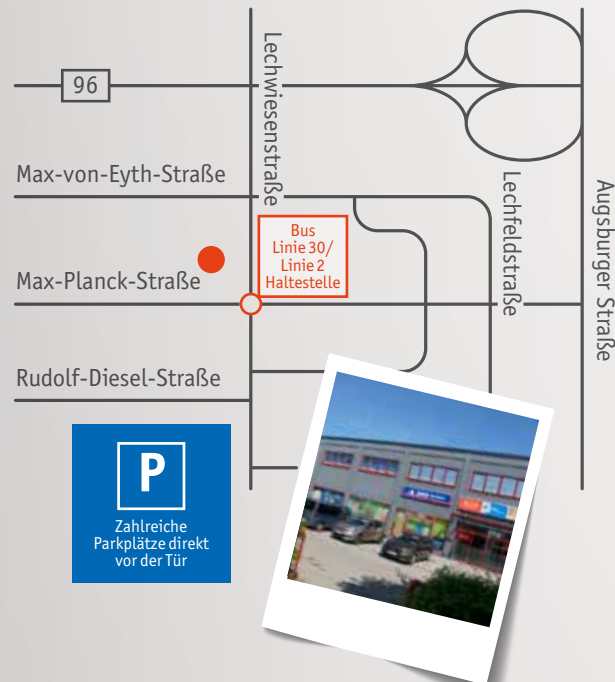 96
Lechwiesenstraße
Max-von-Eyth-Straße
Lechfeldstraße
Augsburger Straße
Bus
Linie 30/
Linie 2
Haltestelle
Max-Planck-Straße
Rudolf-Diesel-Straße
P
Zahlreiche
Parkplätze direkt
vor der Tür